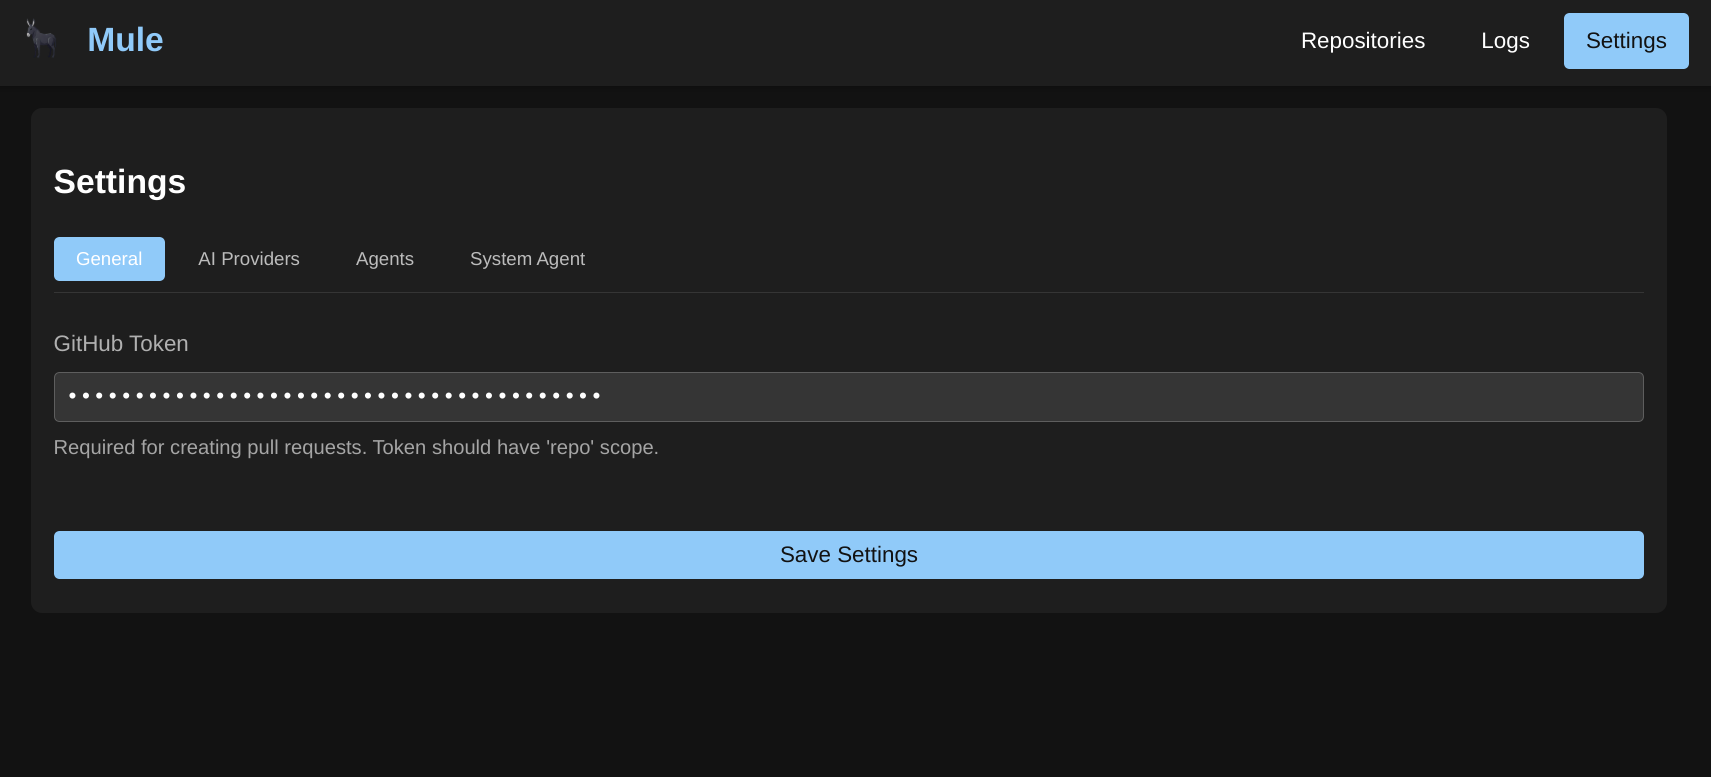 Mule
Repositories
Logs
Settings
Settings
General
AI Providers
Agents
System Agent
GitHub Token
••••••••••••••••••••••••••••••••••••••••
Required for creating pull requests. Token should have 'repo' scope.
Save Settings